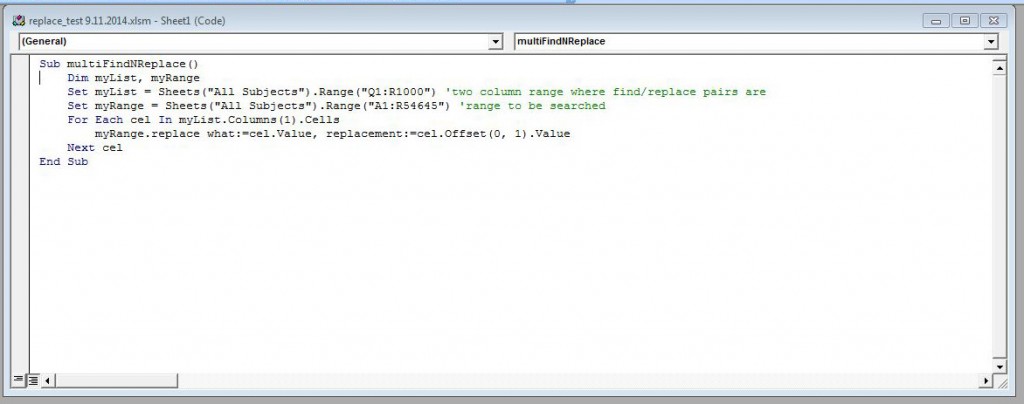 replace_test 9.11.2014.xlsm - Sheet1 (Code)
(General)
multiFindNReplace
Sub multiFindNReplace()
Dim myList, myRange
Set myList = Sheets("All Subjects").Range("Q1:R1000") 'two column range where find/replace pairs are
Set myRange = Sheets("All Subjects").Range("A1:R54645") 'range to be searched
For Each cel In myList.Columns(1).Cells
myRange.replace what:=cel.Value, replacement:=cel.Offset(0, 1).Value
Next cel
End Sub